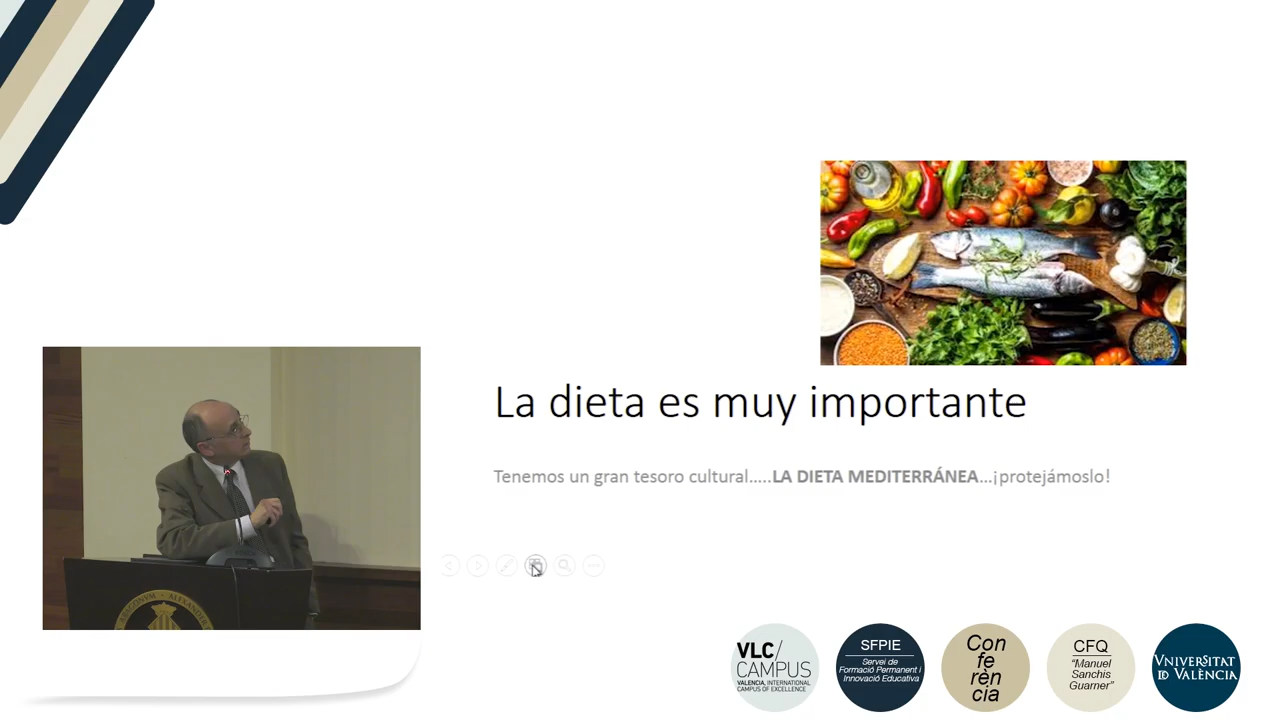 La dieta es muy importante
Tenemos un gran tesoro cultural.....LA DIETA MEDITERRÁNEA...¡protejámoslo!
ARAGONVM · ALEXANDER
VLC/
CAMPUS
VALENCIA, INTERNATIONAL
CAMPUS OF EXCELLENCE
SFPIE
Servei de
Formació Permanent i
Innovació Educativa
Con
fe
rèn
cia
CFQ
"Manuel
Sanchis
Guarner"
VNIVERSITAT
ID VALÈNCIA